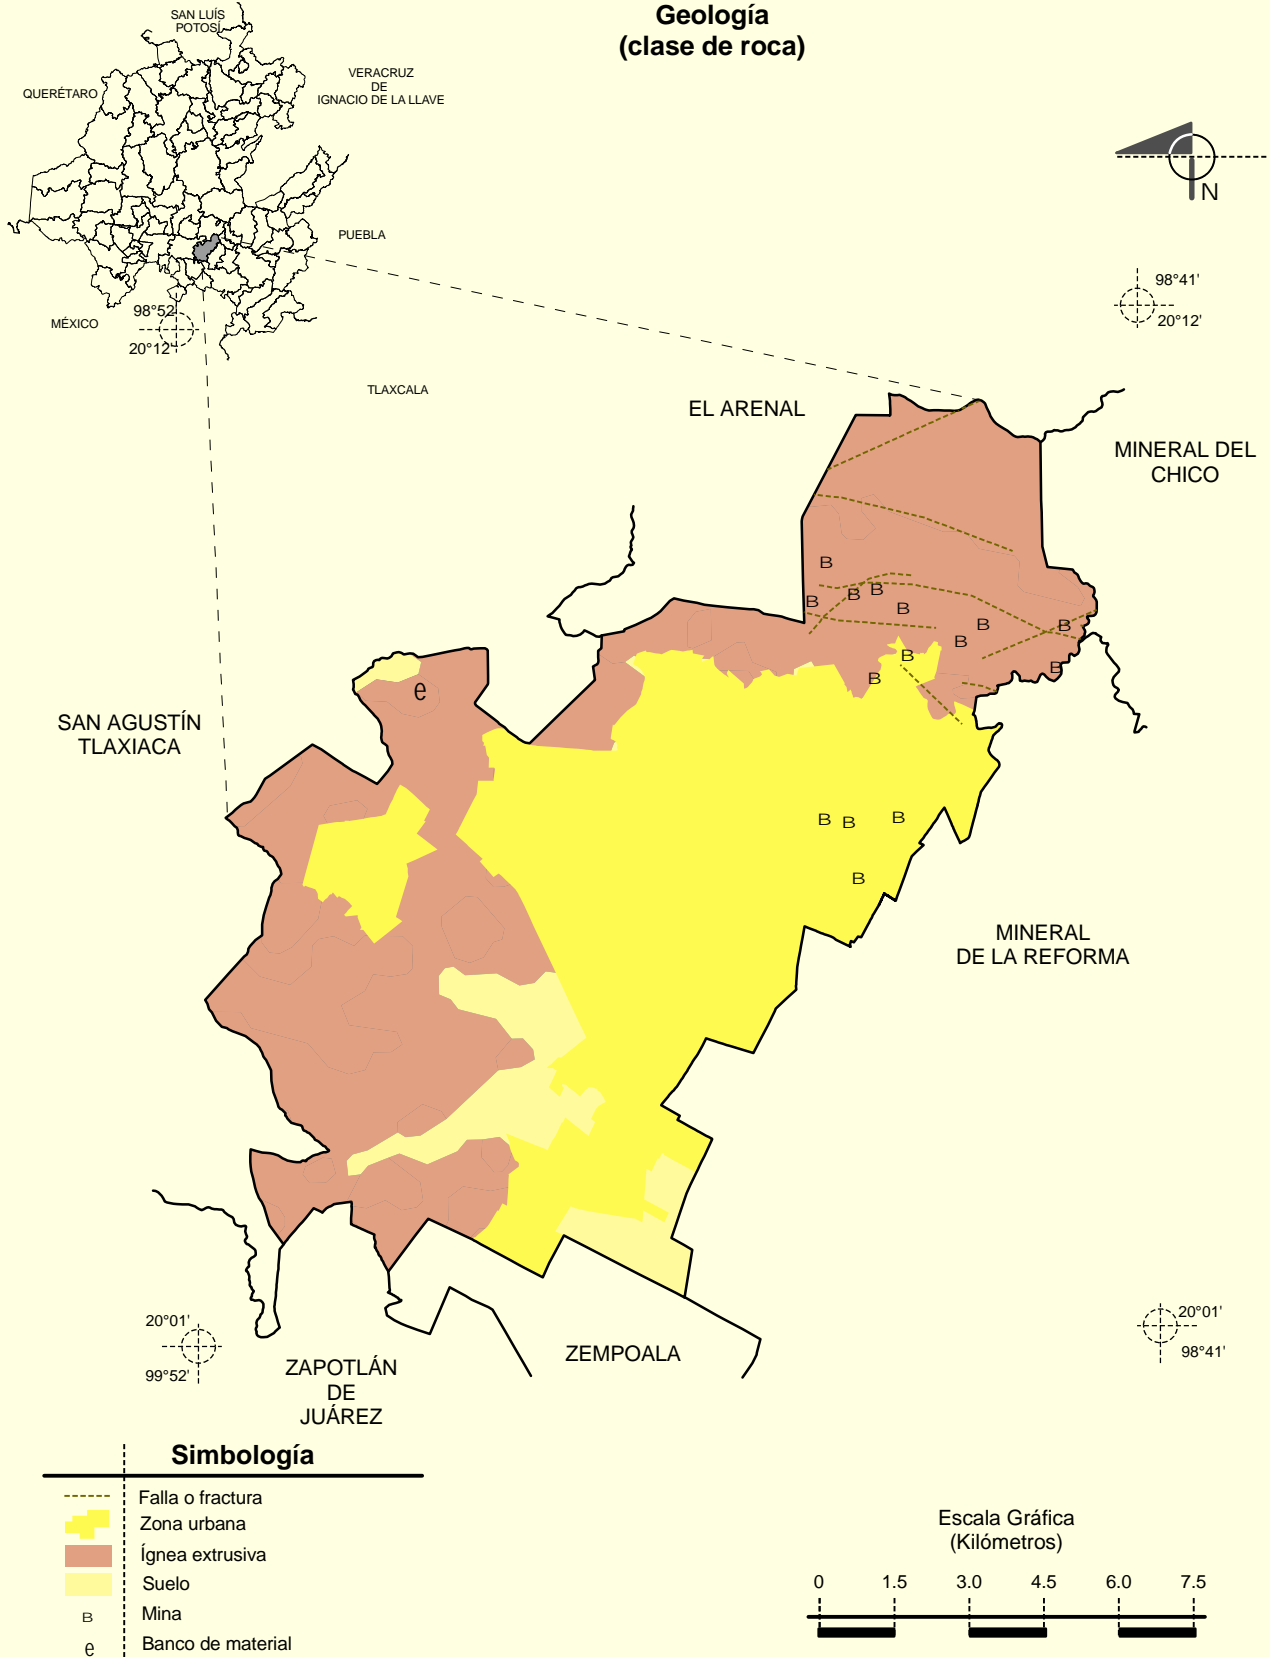 Geología
(clase de roca)
SAN LUÍS
POTOSÍ
VERACRUZ
DE
IGNACIO DE LA LLAVE
QUERÉTARO
PUEBLA
MÉXICO
TLAXCALA
98°52'
20°12'
N
98°41'
20°12'
EL ARENAL
MINERAL DEL
CHICO
SAN AGUSTÍN
TLAXIACA
MINERAL
DE LA REFORMA
B
B
B
B
B
B
B
B
B
B
B
e
B
B
B
B
20°01'
99°52'
20°01'
98°41'
ZAPOTLÁN
DE
JUÁREZ
ZEMPOALA
Simbología
Falla o fractura
Zona urbana
Ígnea extrusiva
Suelo
B Mina
e Banco de material
Escala Gráfica
(Kilómetros)
0 1.5 3.0 4.5 6.0 7.5